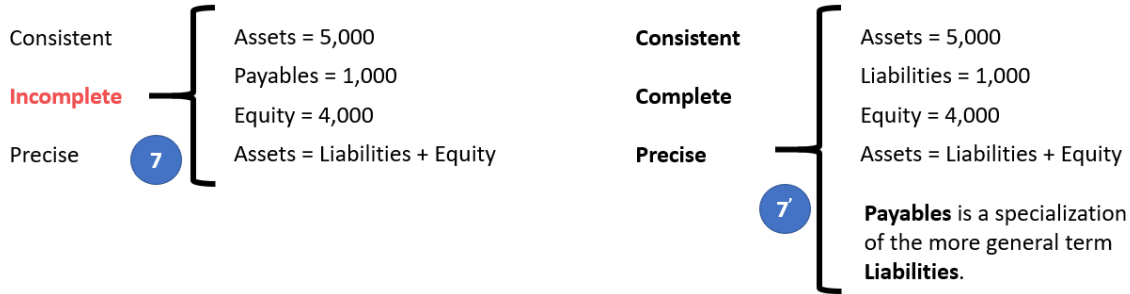 Consistent
Incomplete
Precise
7
Assets = 5,000
Payables = 1,000
Equity = 4,000
Assets = Liabilities + Equity
Consistent
Complete
Precise
7′
Assets = 5,000
Liabilities = 1,000
Equity = 4,000
Assets = Liabilities + Equity
Payables is a specialization
of the more general term
Liabilities.